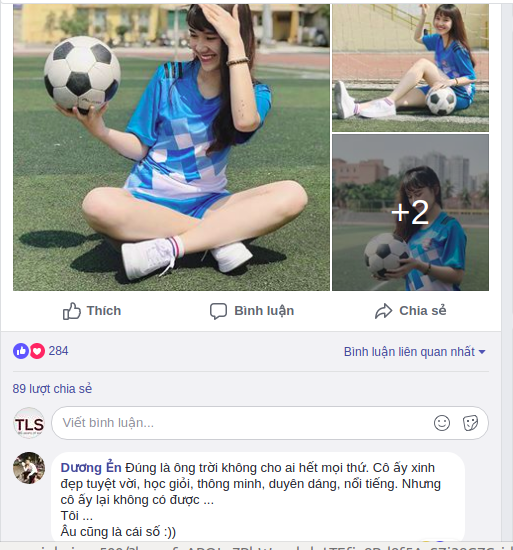 +2
Thích Bình luận Chia sẻ
284 Bình luận liên quan nhất
89 lượt chia sẻ
TLS Viết bình luận...
Dương Ẻn Đúng là ông trời không cho ai hết mọi thứ. Cô ấy xinh
đẹp tuyệt vời, học giỏi, thông minh, duyên dáng, nổi tiếng. Nhưng
cô ấy lại không có được ...
Tôi ...
Âu cũng là cái số :))